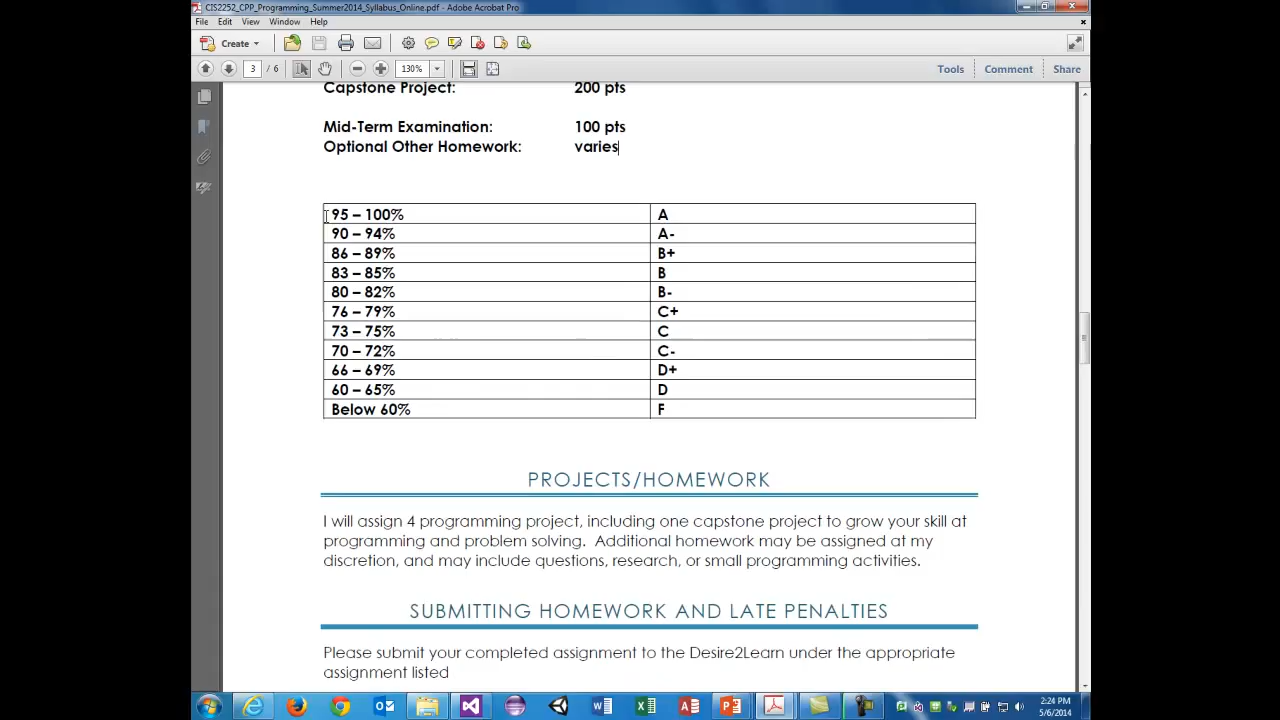 CIS2252_CPP_Programming_Summer2014_Syllabus_Online.pdf - Adobe Acrobat Pro
File Edit View Window Help
Create
3 / 6 130% Tools Comment Share
Capstone Project: 200 pts
Mid-Term Examination: 100 pts
Optional Other Homework: varies
95 – 100% A
90 – 94% A-
86 – 89% B+
83 – 85% B
80 – 82% B-
76 – 79% C+
73 – 75% C
70 – 72% C-
66 – 69% D+
60 – 65% D
Below 60% F
PROJECTS/HOMEWORK
I will assign 4 programming project, including one capstone project to grow your skill at
programming and problem solving. Additional homework may be assigned at my
discretion, and may include questions, research, or small programming activities.
SUBMITTING HOMEWORK AND LATE PENALTIES
Please submit your completed assignment to the Desire2Learn under the appropriate
assignment listed
2:24 PM
5/6/2014